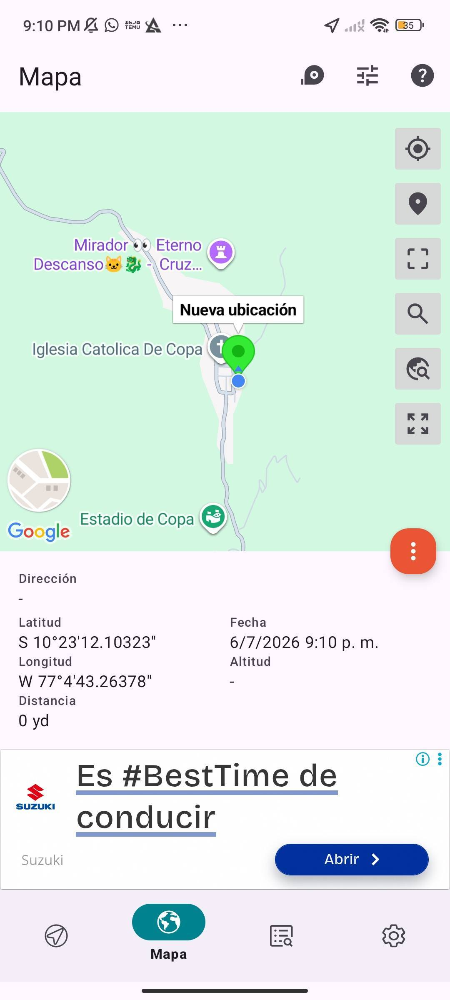 9:10 PM
TEMU
35
Mapa
Mirador 👀 Eterno
Descanso🐱🐉 - Cruz...
Nueva ubicación
Iglesia Catolica De Copa
Estadio de Copa
Google
Dirección
-
Latitud
Fecha
S 10°23'12.10323"
6/7/2026 9:10 p. m.
Longitud
Altitud
W 77°4'43.26378"
-
Distancia
0 yd
Es #BestTime de
conducir
SUZUKI
Suzuki
Abrir
Mapa